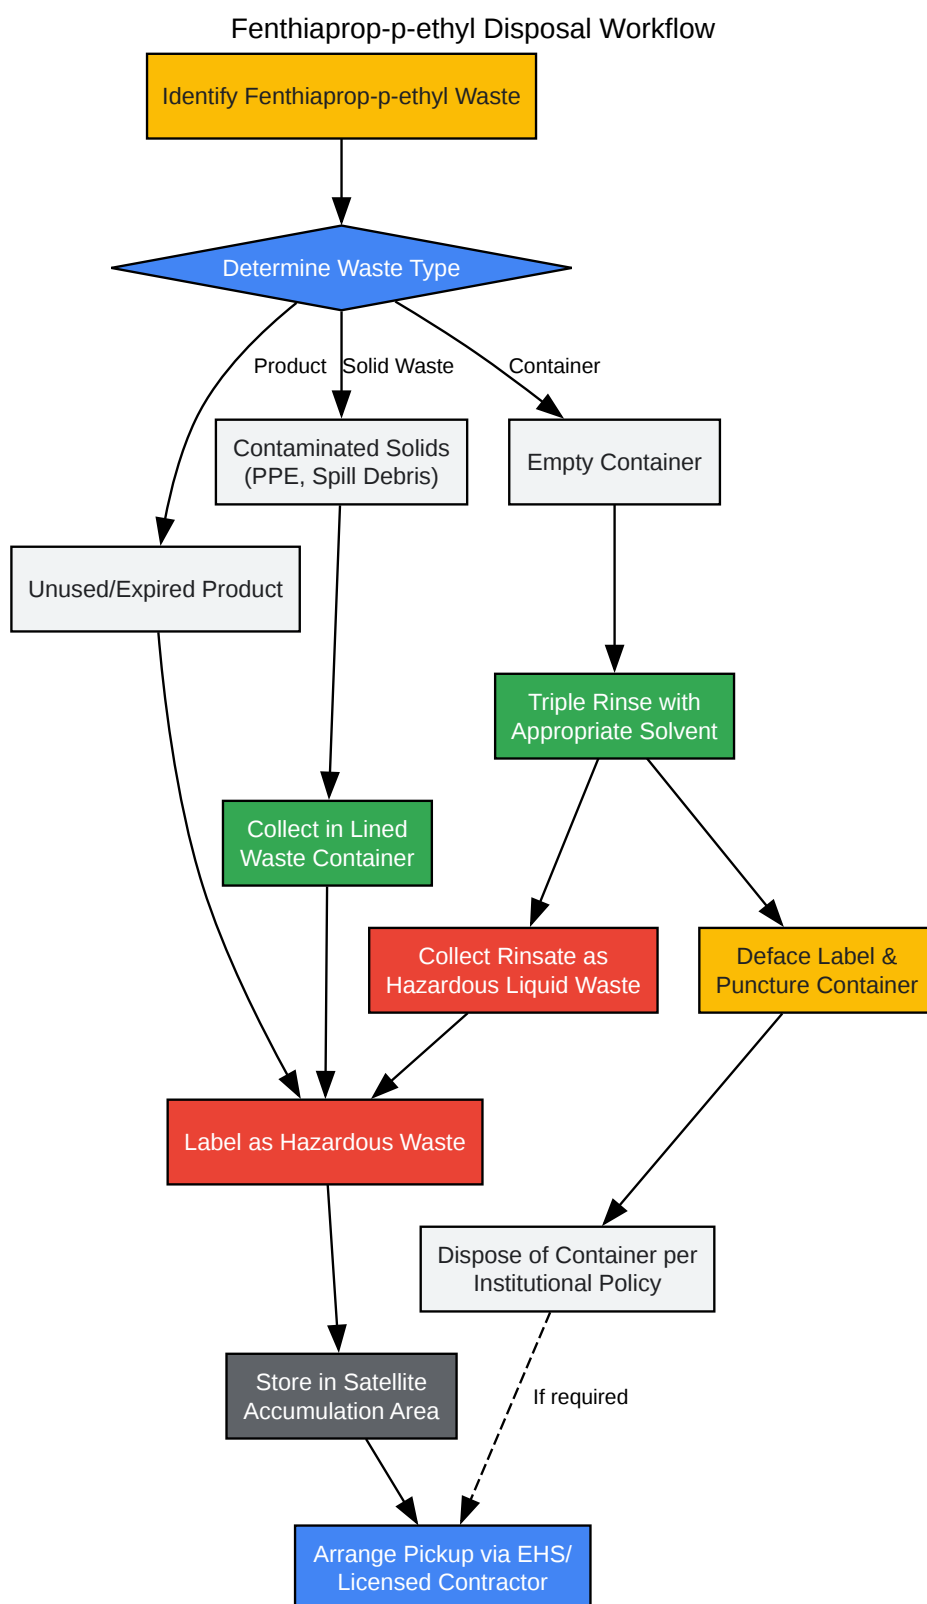 Fenthiaprop-p-ethyl Disposal Workflow
Identify Fenthiaprop-p-ethyl Waste
Determine Waste Type
Product
Solid Waste
Container
Contaminated Solids
(PPE, Spill Debris)
Empty Container
Unused/Expired Product
Triple Rinse with
Appropriate Solvent
Collect in Lined
Waste Container
Collect Rinsate as
Hazardous Liquid Waste
Deface Label &
Puncture Container
Label as Hazardous Waste
Dispose of Container per
Institutional Policy
Store in Satellite
Accumulation Area
If required
Arrange Pickup via EHS/
Licensed Contractor